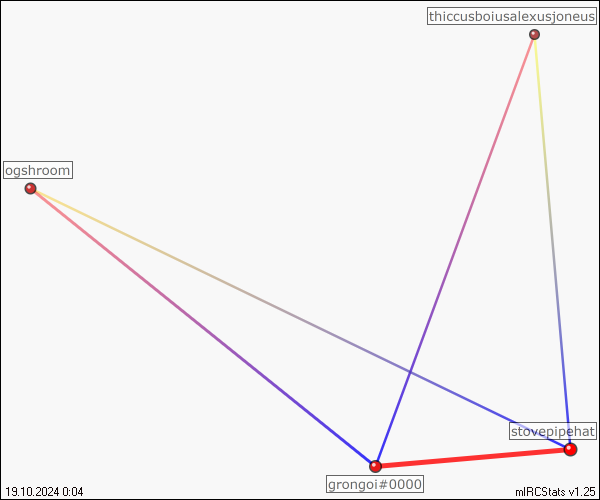 thiccusboiusalexusjoneus
ogshroom
stovepipehat
grongoi#0000
19.10.2024 0:04
mIRCStats v1.25